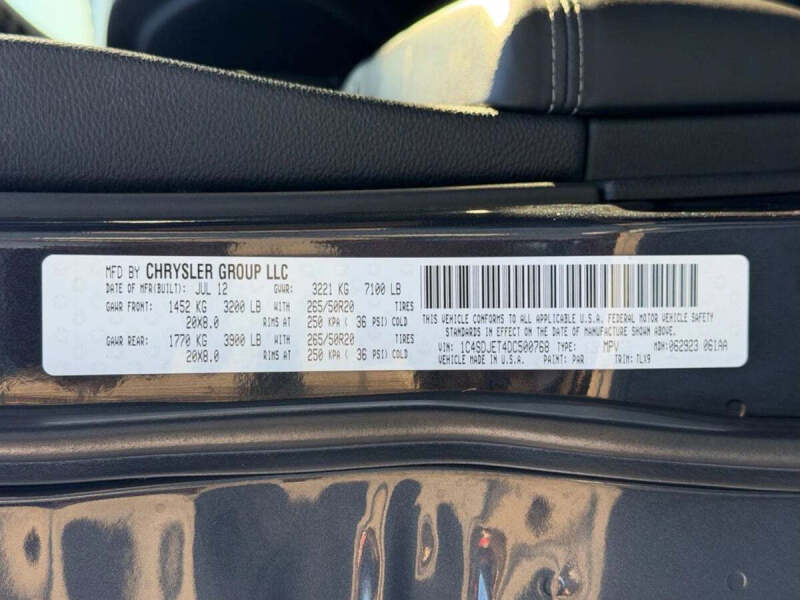 MFD BY CHRYSLER GROUP LLC
DATE OF MFR(BUILT): JUL 12 GVWR: 3221 KG 7100 LB
GAWR FRONT: 1452 KG 3200 LB WITH 265/50R20 TIRES
20X8.0 RIMS AT 250 KPA ( 36 PSI) COLD
GAWR REAR: 1770 KG 3900 LB WITH 265/50R20 TIRES
20X8.0 RIMS AT 250 KPA ( 36 PSI) COLD
THIS VEHICLE CONFORMS TO ALL APPLICABLE U.S.A. FEDERAL MOTOR VEHICLE SAFETY
STANDARDS IN EFFECT ON THE DATE OF MANUFACTURE SHOWN ABOVE.
VIN: 1C4SDJET4DC500768 TYPE: MPV MDH: 062923 061AA
VEHICLE MADE IN U.S.A. PAINT: PAR TRIM: TLX9